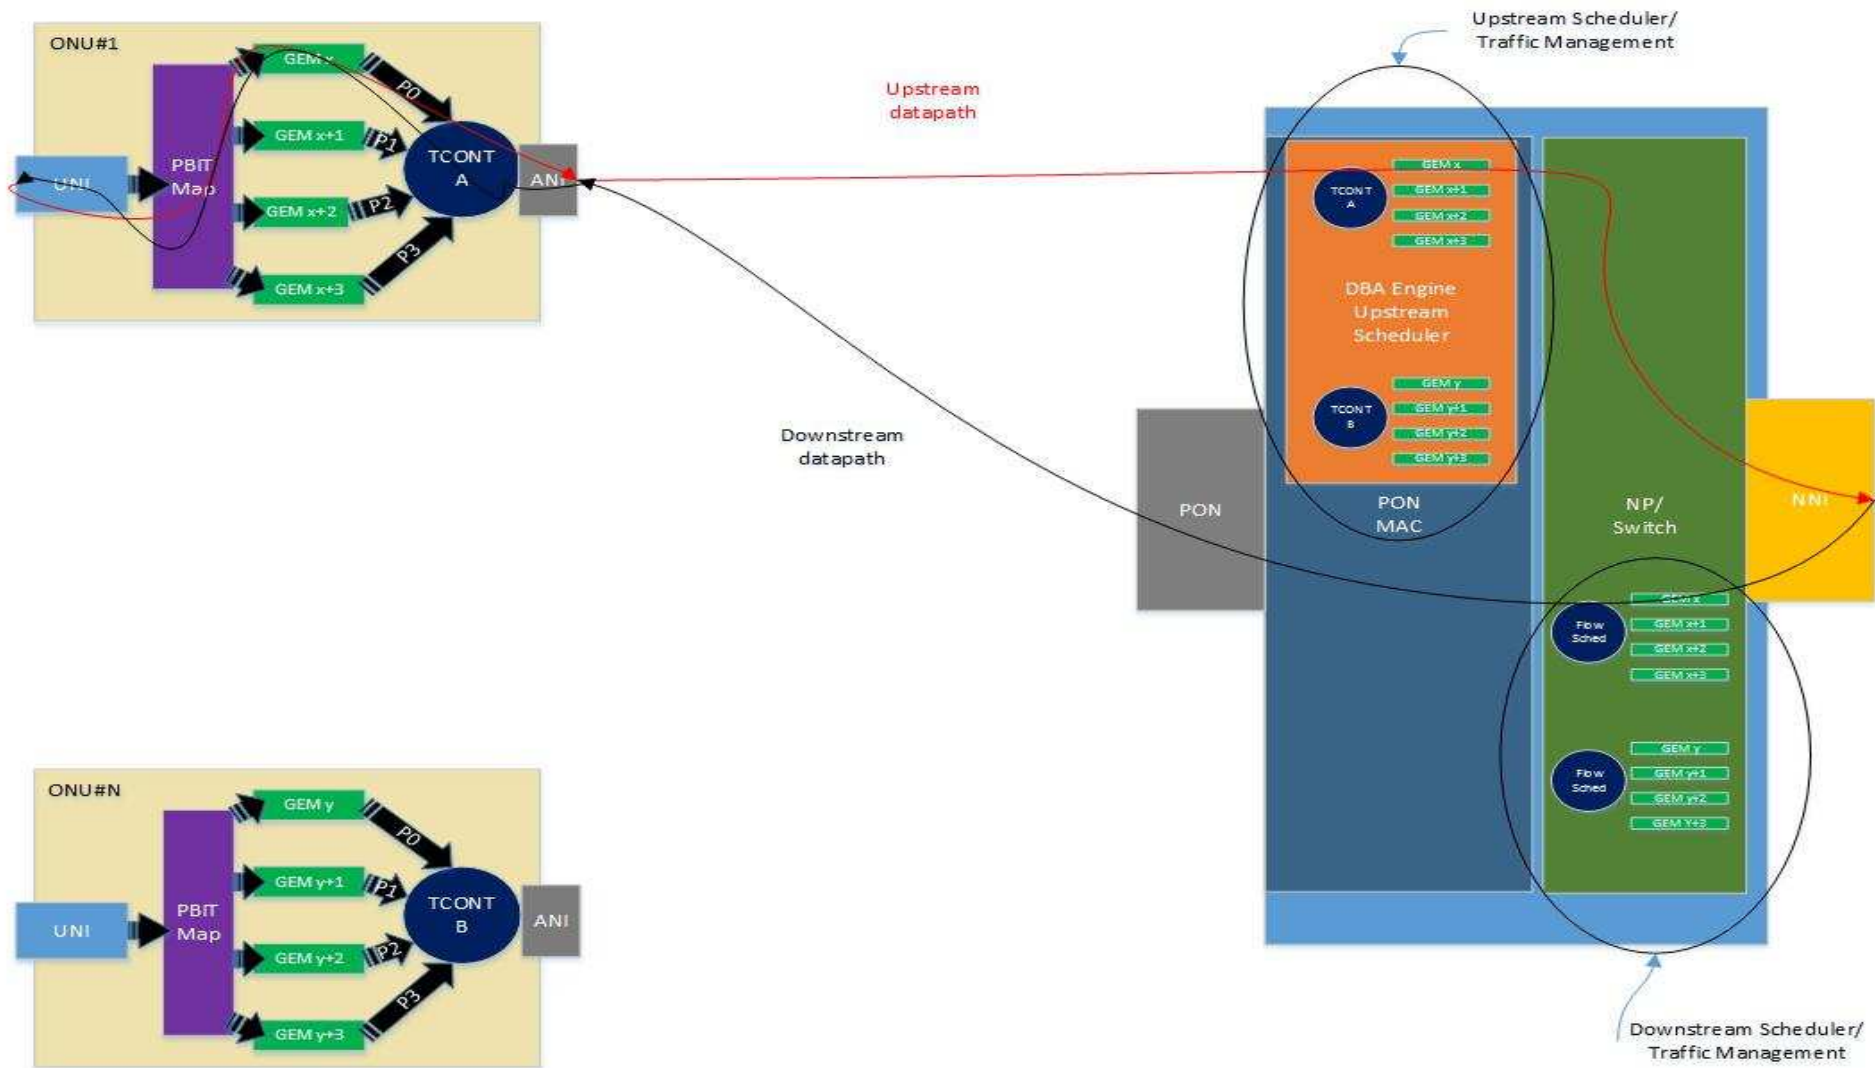 ONU#1
UNI
PBIT
Map
GEM x
GEM x+1
GEM x+2
GEM x+3
P0
P1
P2
P3
TCONT
A
ANI
Upstream
datapath
Downstream
datapath
ONU#N
UNI
PBIT
Map
GEM y
GEM y+1
GEM y+2
GEM y+3
P0
P1
P2
P3
TCONT
B
ANI
Upstream Scheduler/
Traffic Management
TCONT
A
GEM x
GEM x+1
GEM x+2
GEM x+3
DBA Engine
Upstream
Scheduler
TCONT
B
GEM y
GEM y+1
GEM y+2
GEM y+3
PON
PON
MAC
NP/
Switch
NNI
Flow
Sched
GEM x
GEM x+1
GEM x+2
GEM x+3
Flow
Sched
GEM y
GEM y+1
GEM y+2
GEM Y+3
Downstream Scheduler/
Traffic Management